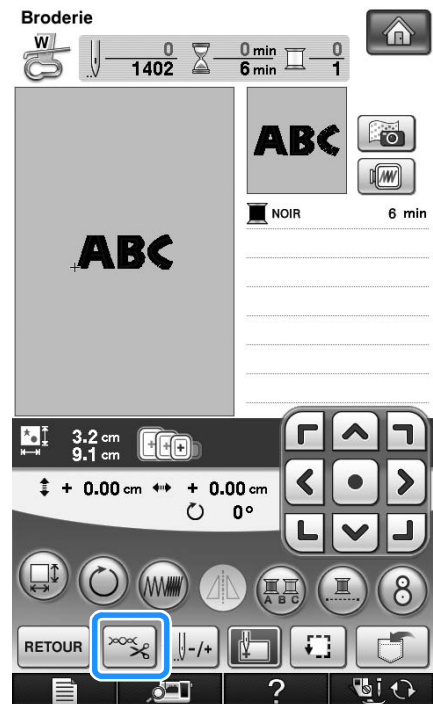 Broderie
W
0 0 min 0
1402 6 min 1
ABC
NOIR 6 min
ABC
3.2 cm
9.1 cm
+ 0.00 cm + 0.00 cm
0°
A B C
8
RETOUR -/+
?